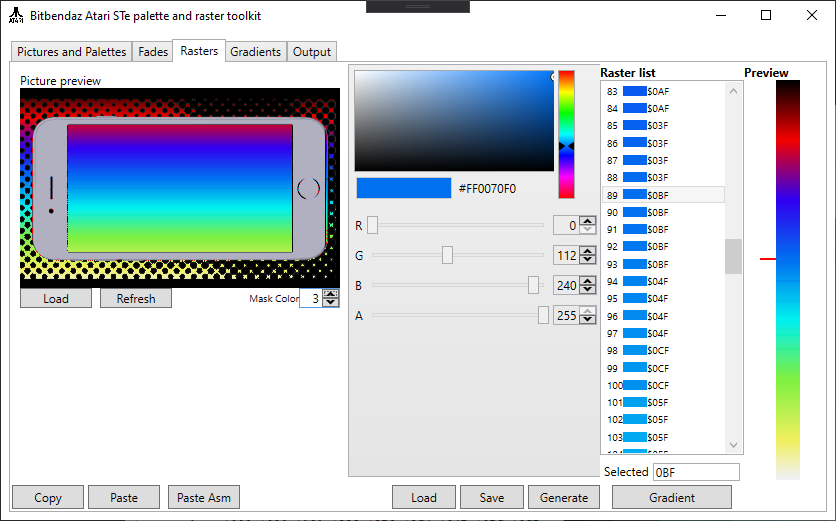 Bitbendaz Atari STe palette and raster toolkit
ATARI
Pictures and Palettes
Fades
Rasters
Gradients
Output
Picture preview
Load
Refresh
Mask Color
3
#FF0070F0
R
0
G
112
B
240
A
255
Raster list
Preview
83 $0AF
84 $0AF
85 $03F
86 $03F
87 $03F
88 $03F
89 $0BF
90 $0BF
91 $0BF
92 $0BF
93 $0BF
94 $04F
95 $04F
96 $04F
97 $04F
98 $0CF
99 $0CF
100 $0CF
101 $05F
102 $05F
103 $05F
Selected 0BF
Copy
Paste
Paste Asm
Load
Save
Generate
Gradient